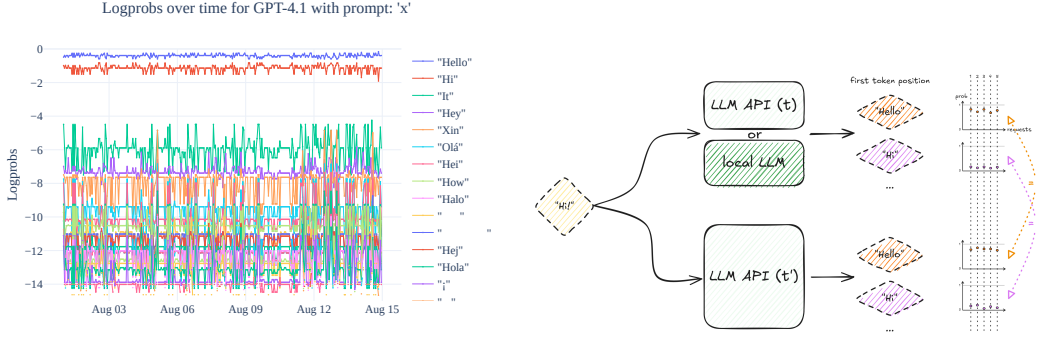 Logprobs over time for GPT-4.1 with prompt: 'x'
Logprobs
0
−2
−4
−6
−8
−10
−12
−14
Aug 03
Aug 06
Aug 09
Aug 12
Aug 15
"Hello"
"Hi"
"It"
"Hey"
"Xin"
"Olá"
"Hei"
"How"
"Halo"
" "
" "
"Hej"
"Hola"
"i"
" "
"Hi!"
LLM API (t)
or
local LLM
LLM API (t')
first token position
"Hello"
"Hi"
...
"Hello"
"Hi"
...
prob
requests
=
=